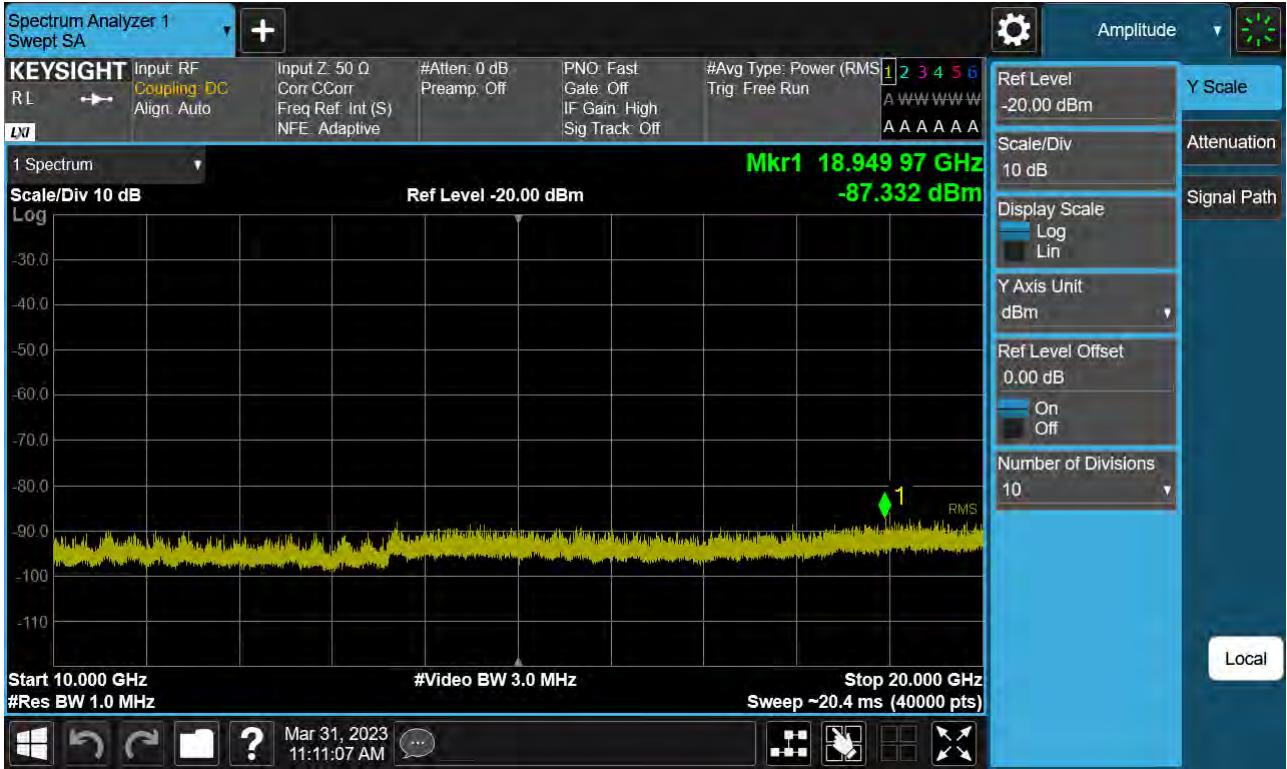 Spectrum Analyzer 1
Swept SA
Amplitude
KEYSIGHT
R L
LXI
Input: RF
Coupling: DC
Align: Auto
Input Z: 50 Ω
Corr CCorr
Freq Ref: Int (S)
NFE: Adaptive
#Atten: 0 dB
Preamp: Off
PNO: Fast
Gate: Off
IF Gain: High
Sig Track: Off
#Avg Type: Power (RMS
Trig: Free Run
1 2 3 4 5 6
A W W W W W
A A A A A A
1 Spectrum
Mkr1 18.949 97 GHz
-87.332 dBm
Scale/Div 10 dB
Ref Level -20.00 dBm
Log
-30.0
-40.0
-50.0
-60.0
-70.0
-80.0
-90.0
-100
-110
1
RMS
Start 10.000 GHz
#Video BW 3.0 MHz
Stop 20.000 GHz
#Res BW 1.0 MHz
Sweep ~20.4 ms (40000 pts)
Ref Level
-20.00 dBm
Scale/Div
10 dB
Display Scale
Log
Lin
Y Axis Unit
dBm
Ref Level Offset
0.00 dB
On
Off
Number of Divisions
10
Y Scale
Attenuation
Signal Path
Local
?
Mar 31, 2023
11:11:07 AM